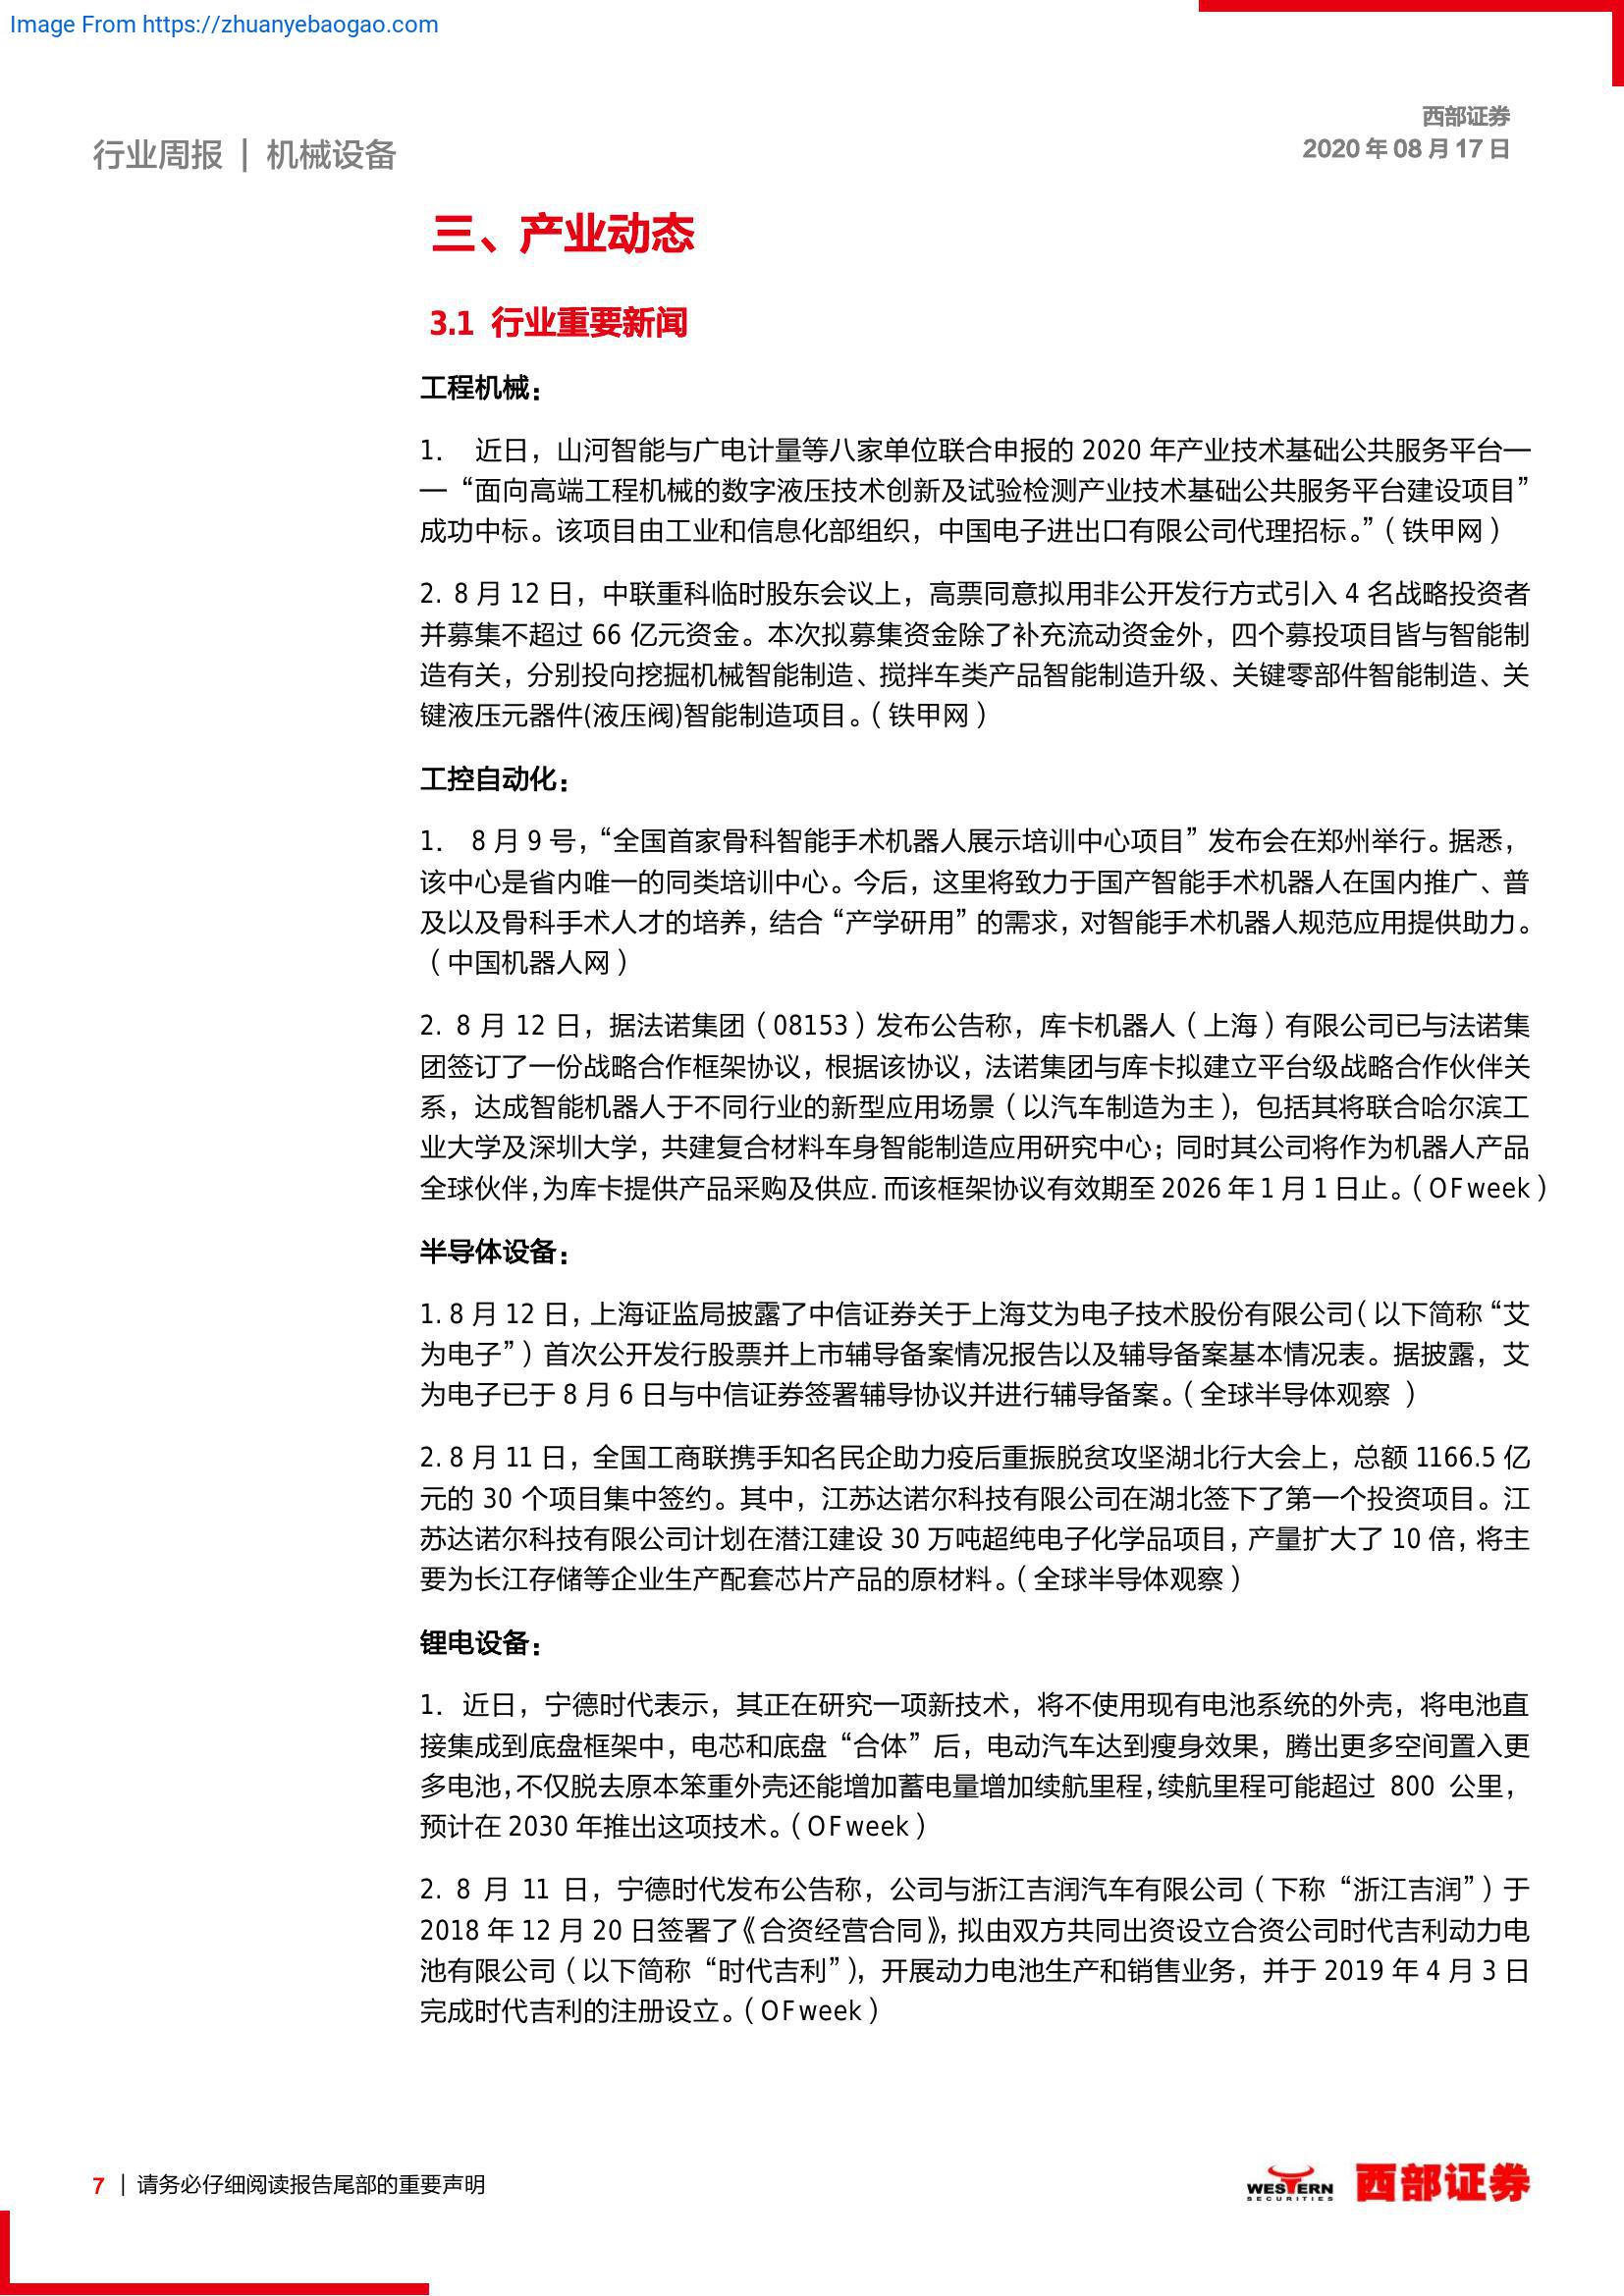 Image From https://zhuanyebaogao.com
西部证券
行业周报 | 机械设备
2020 年 08 月 17 日
三、产业动态
3.1 行业重要新闻
工程机械：
1. 近日，山河智能与广电计量等八家单位联合申报的 2020 年产业技术基础公共服务平台—
—“面向高端工程机械的数字液压技术创新及试验检测产业技术基础公共服务平台建设项目”
成功中标。该项目由工业和信息化部组织，中国电子进出口有限公司代理招标。”（铁甲网）
2. 8 月 12 日，中联重科临时股东会议上，高票同意拟用非公开发行方式引入 4 名战略投资者
并募集不超过 66 亿元资金。本次拟募集资金除了补充流动资金外，四个募投项目皆与智能制
造有关，分别投向挖掘机械智能制造、搅拌车类产品智能制造升级、关键零部件智能制造、关
键液压元器件(液压阀)智能制造项目。（铁甲网）
工控自动化：
1. 8 月 9 号，“全国首家骨科智能手术机器人展示培训中心项目”发布会在郑州举行。据悉，
该中心是省内唯一的同类培训中心。今后，这里将致力于国产智能手术机器人在国内推广、普
及以及骨科手术人才的培养，结合“产学研用”的需求，对智能手术机器人规范应用提供助力。
（中国机器人网）
2. 8 月 12 日，据法诺集团（08153）发布公告称，库卡机器人（上海）有限公司已与法诺集
团签订了一份战略合作框架协议，根据该协议，法诺集团与库卡拟建立平台级战略合作伙伴关
系，达成智能机器人于不同行业的新型应用场景（以汽车制造为主），包括其将联合哈尔滨工
业大学及深圳大学，共建复合材料车身智能制造应用研究中心；同时其公司将作为机器人产品
全球伙伴，为库卡提供产品采购及供应．而该框架协议有效期至 2026 年 1 月 1 日止。（OFweek）
半导体设备：
1. 8 月 12 日，上海证监局披露了中信证券关于上海艾为电子技术股份有限公司（以下简称“艾
为电子”）首次公开发行股票并上市辅导备案情况报告以及辅导备案基本情况表。据披露，艾
为电子已于 8 月 6 日与中信证券签署辅导协议并进行辅导备案。（全球半导体观察 ）
2. 8 月 11 日，全国工商联携手知名民企助力疫后重振脱贫攻坚湖北行大会上，总额 1166.5 亿
元的 30 个项目集中签约。其中，江苏达诺尔科技有限公司在湖北签下了第一个投资项目。江
苏达诺尔科技有限公司计划在潜江建设 30 万吨超纯电子化学品项目，产量扩大了 10 倍，将主
要为长江存储等企业生产配套芯片产品的原材料。（全球半导体观察）
锂电设备：
1. 近日，宁德时代表示，其正在研究一项新技术，将不使用现有电池系统的外壳，将电池直
接集成到底盘框架中，电芯和底盘“合体”后，电动汽车达到瘦身效果，腾出更多空间置入更
多电池，不仅脱去原本笨重外壳还能增加蓄电量增加续航里程，续航里程可能超过 800 公里，
预计在 2030 年推出这项技术。（OFweek）
2. 8 月 11 日，宁德时代发布公告称，公司与浙江吉润汽车有限公司（下称“浙江吉润”）于
2018 年 12 月 20 日签署了《合资经营合同》，拟由双方共同出资设立合资公司时代吉利动力电
池有限公司（以下简称“时代吉利”），开展动力电池生产和销售业务，并于 2019 年 4 月 3 日
完成时代吉利的注册设立。（OFweek）
7 | 请务必仔细阅读报告尾部的重要声明
WESTERN
SECURITIES
西部证券